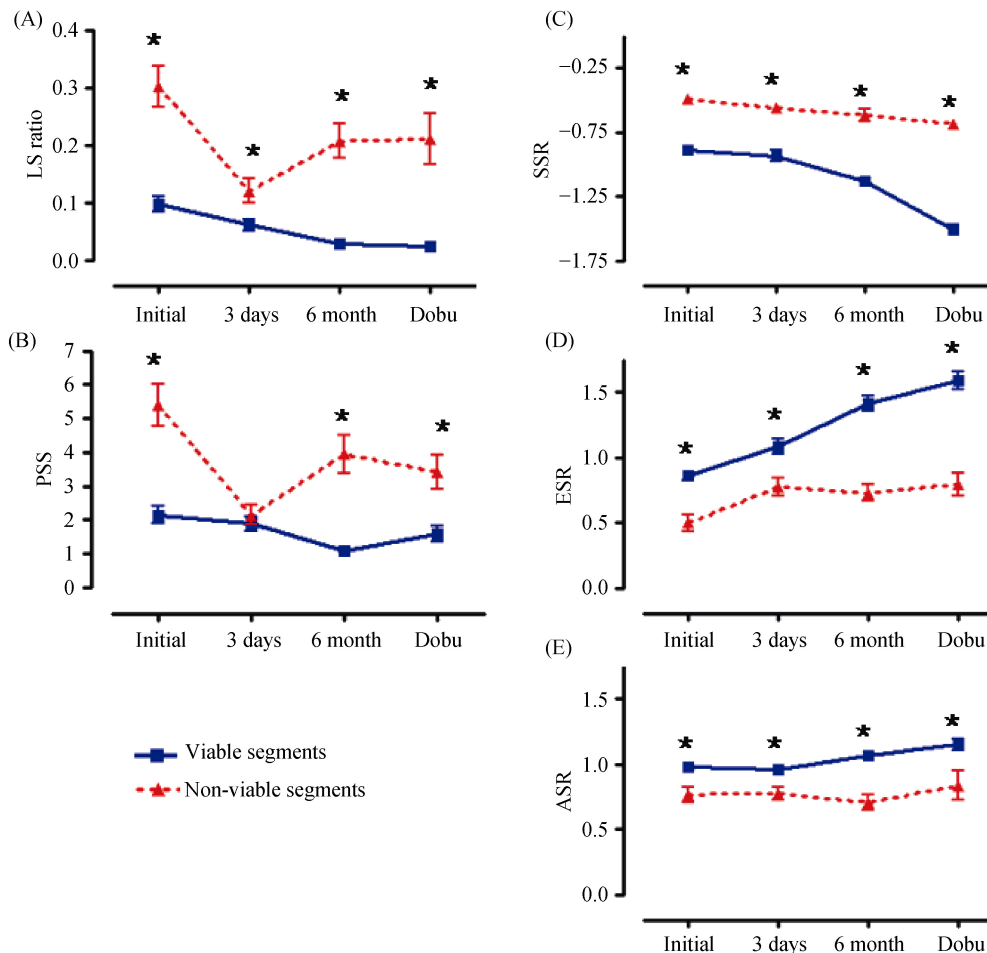 (A)
0.4
0.3
0.2
0.1
0.0
LS ratio
* * * *
Initial 3 days 6 month Dobu
(B)
7
6
5
4
3
2
1
0
PSS
* * *
Initial 3 days 6 month Dobu
Viable segments
Non-viable segments
(C)
−0.25
−0.75
−1.25
−1.75
SSR
* * * *
Initial 3 days 6 month Dobu
(D)
1.5
1.0
0.5
0.0
ESR
* * * *
Initial 3 days 6 month Dobu
(E)
1.5
1.0
0.5
0.0
ASR
* * * *
Initial 3 days 6 month Dobu